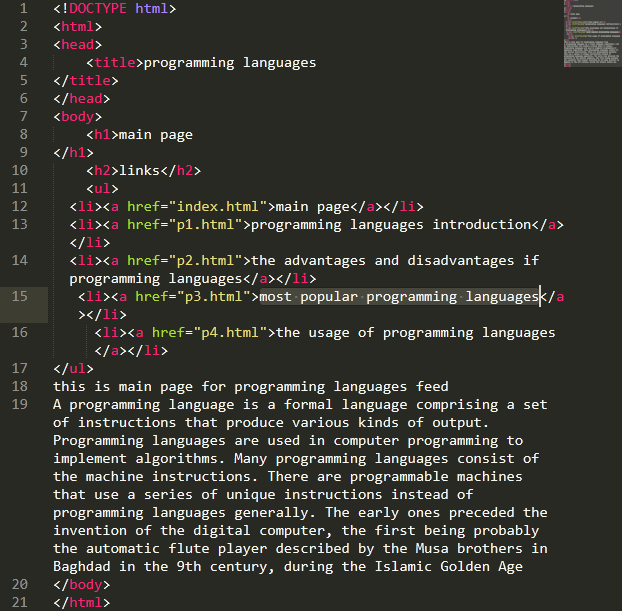 1 <!DOCTYPE html>
2 <html>
3 <head>
4 <title>programming languages
5 </title>
6 </head>
7 <body>
8 <h1>main page
9 </h1>
10 <h2>links</h2>
11 <ul>
12 <li><a href="index.html">main page</a></li>
13 <li><a href="p1.html">programming languages introduction</a>
</li>
14 <li><a href="p2.html">the advantages and disadvantages if
programming languages</a></li>
15 <li><a href="p3.html">most popular programming languages</a
></li>
16 <li><a href="p4.html">the usage of programming languages
</a></li>
17 </ul>
18 this is main page for programming languages feed
19 A programming language is a formal language comprising a set
of instructions that produce various kinds of output.
Programming languages are used in computer programming to
implement algorithms. Many programming languages consist of
the machine instructions. There are programmable machines
that use a series of unique instructions instead of
programming languages generally. The early ones preceded the
invention of the digital computer, the first being probably
the automatic flute player described by the Musa brothers in
Baghdad in the 9th century, during the Islamic Golden Age
20 </body>
21 </html>